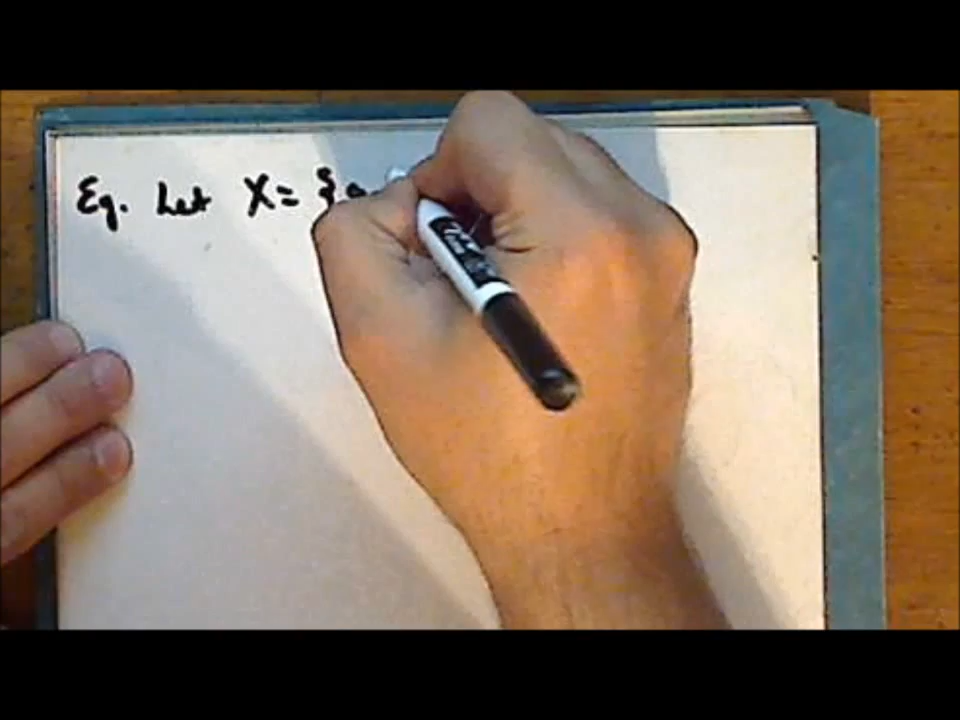 Eg. Let X = {a,